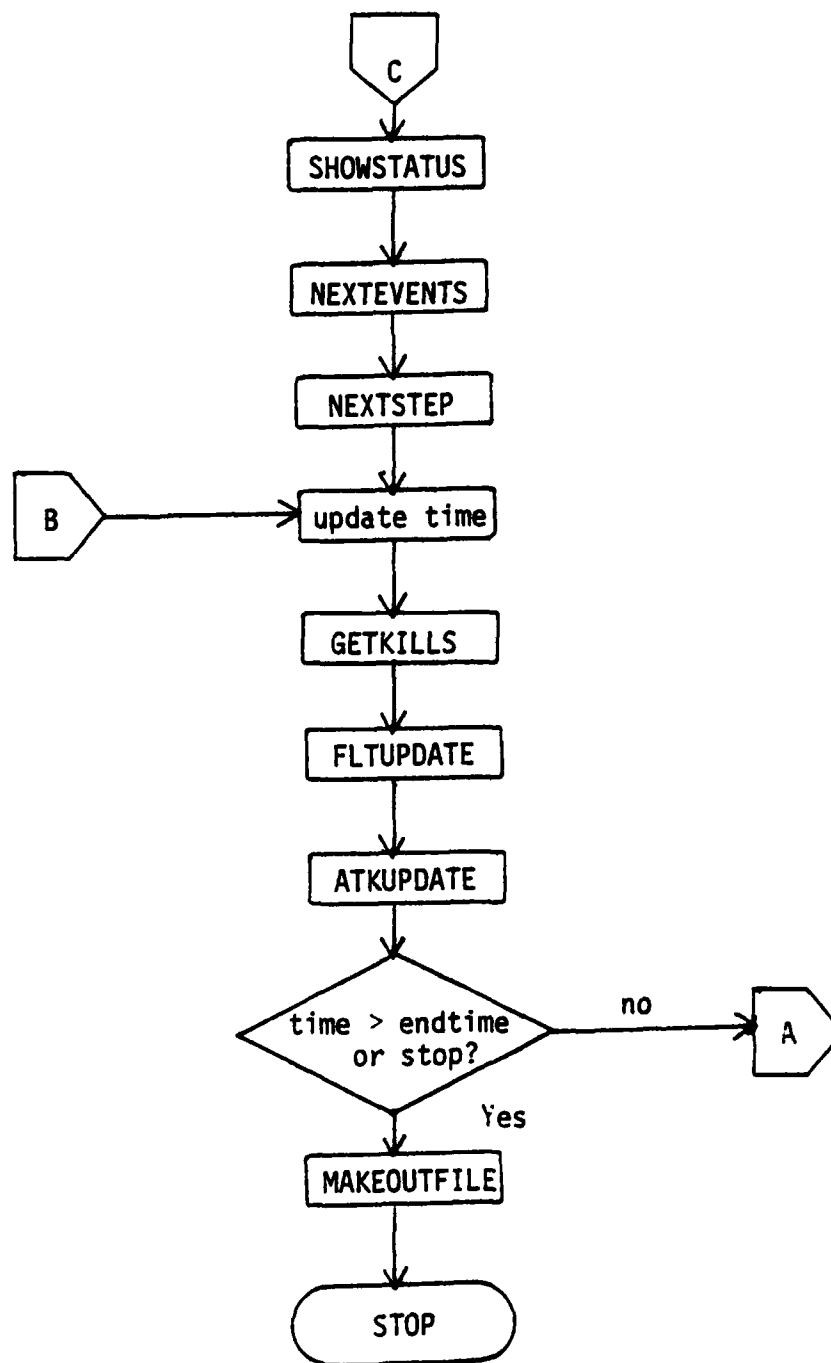 C
SHOWSTATUS
NEXTEVENTS
NEXTSTEP
B
update time
GETKILLS
FLTUPDATE
ATKUPDATE
time > endtime
or stop?
no
A
Yes
MAKEOUTFILE
STOP